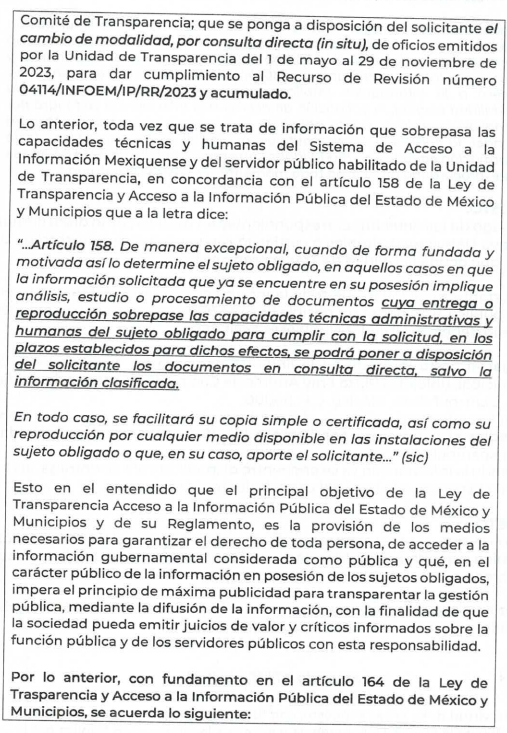 Comité de Transparencia; que se ponga a disposición del solicitante el
cambio de modalidad, por consulta directa (in situ), de oficios emitidos
por la Unidad de Transparencia del 1 de mayo al 29 de noviembre de
2023, para dar cumplimiento al Recurso de Revisión número
04114/INFOEM/IP/RR/2023 y acumulado.
Lo anterior, toda vez que se trata de información que sobrepasa las
capacidades técnicas y humanas del Sistema de Acceso a la
Información Mexiquense y del servidor público habilitado de la Unidad
de Transparencia, en concordancia con el artículo 158 de la Ley de
Transparencia y Acceso a la Información Pública del Estado de México
y Municipios que a la letra dice:
“...Artículo 158. De manera excepcional, cuando de forma fundada y
motivada así lo determine el sujeto obligado, en aquellos casos en que
la información solicitada que ya se encuentre en su posesión implique
análisis, estudio o procesamiento de documentos cuya entrega o
reproducción sobrepase las capacidades técnicas administrativas y
humanas del sujeto obligado para cumplir con la solicitud, en los
plazos establecidos para dichos efectos, se podrá poner a disposición
del solicitante los documentos en consulta directa, salvo la
información clasificada.
En todo caso, se facilitará su copia simple o certificada, así como su
reproducción por cualquier medio disponible en las instalaciones del
sujeto obligado o que, en su caso, aporte el solicitante...” (sic)
Esto en el entendido que el principal objetivo de la Ley de
Transparencia Acceso a la Información Pública del Estado de México y
Municipios y de su Reglamento, es la provisión de los medios
necesarios para garantizar el derecho de toda persona, de acceder a la
información gubernamental considerada como pública y qué, en el
carácter público de la información en posesión de los sujetos obligados,
impera el principio de máxima publicidad para transparentar la gestión
pública, mediante la difusión de la información, con la finalidad de que
la sociedad pueda emitir juicios de valor y críticos informados sobre la
función pública y de los servidores públicos con esta responsabilidad.
Por lo anterior, con fundamento en el artículo 164 de la Ley de
Trasparencia y Acceso a la Información Pública del Estado de México y
Municipios, se acuerda lo siguiente: